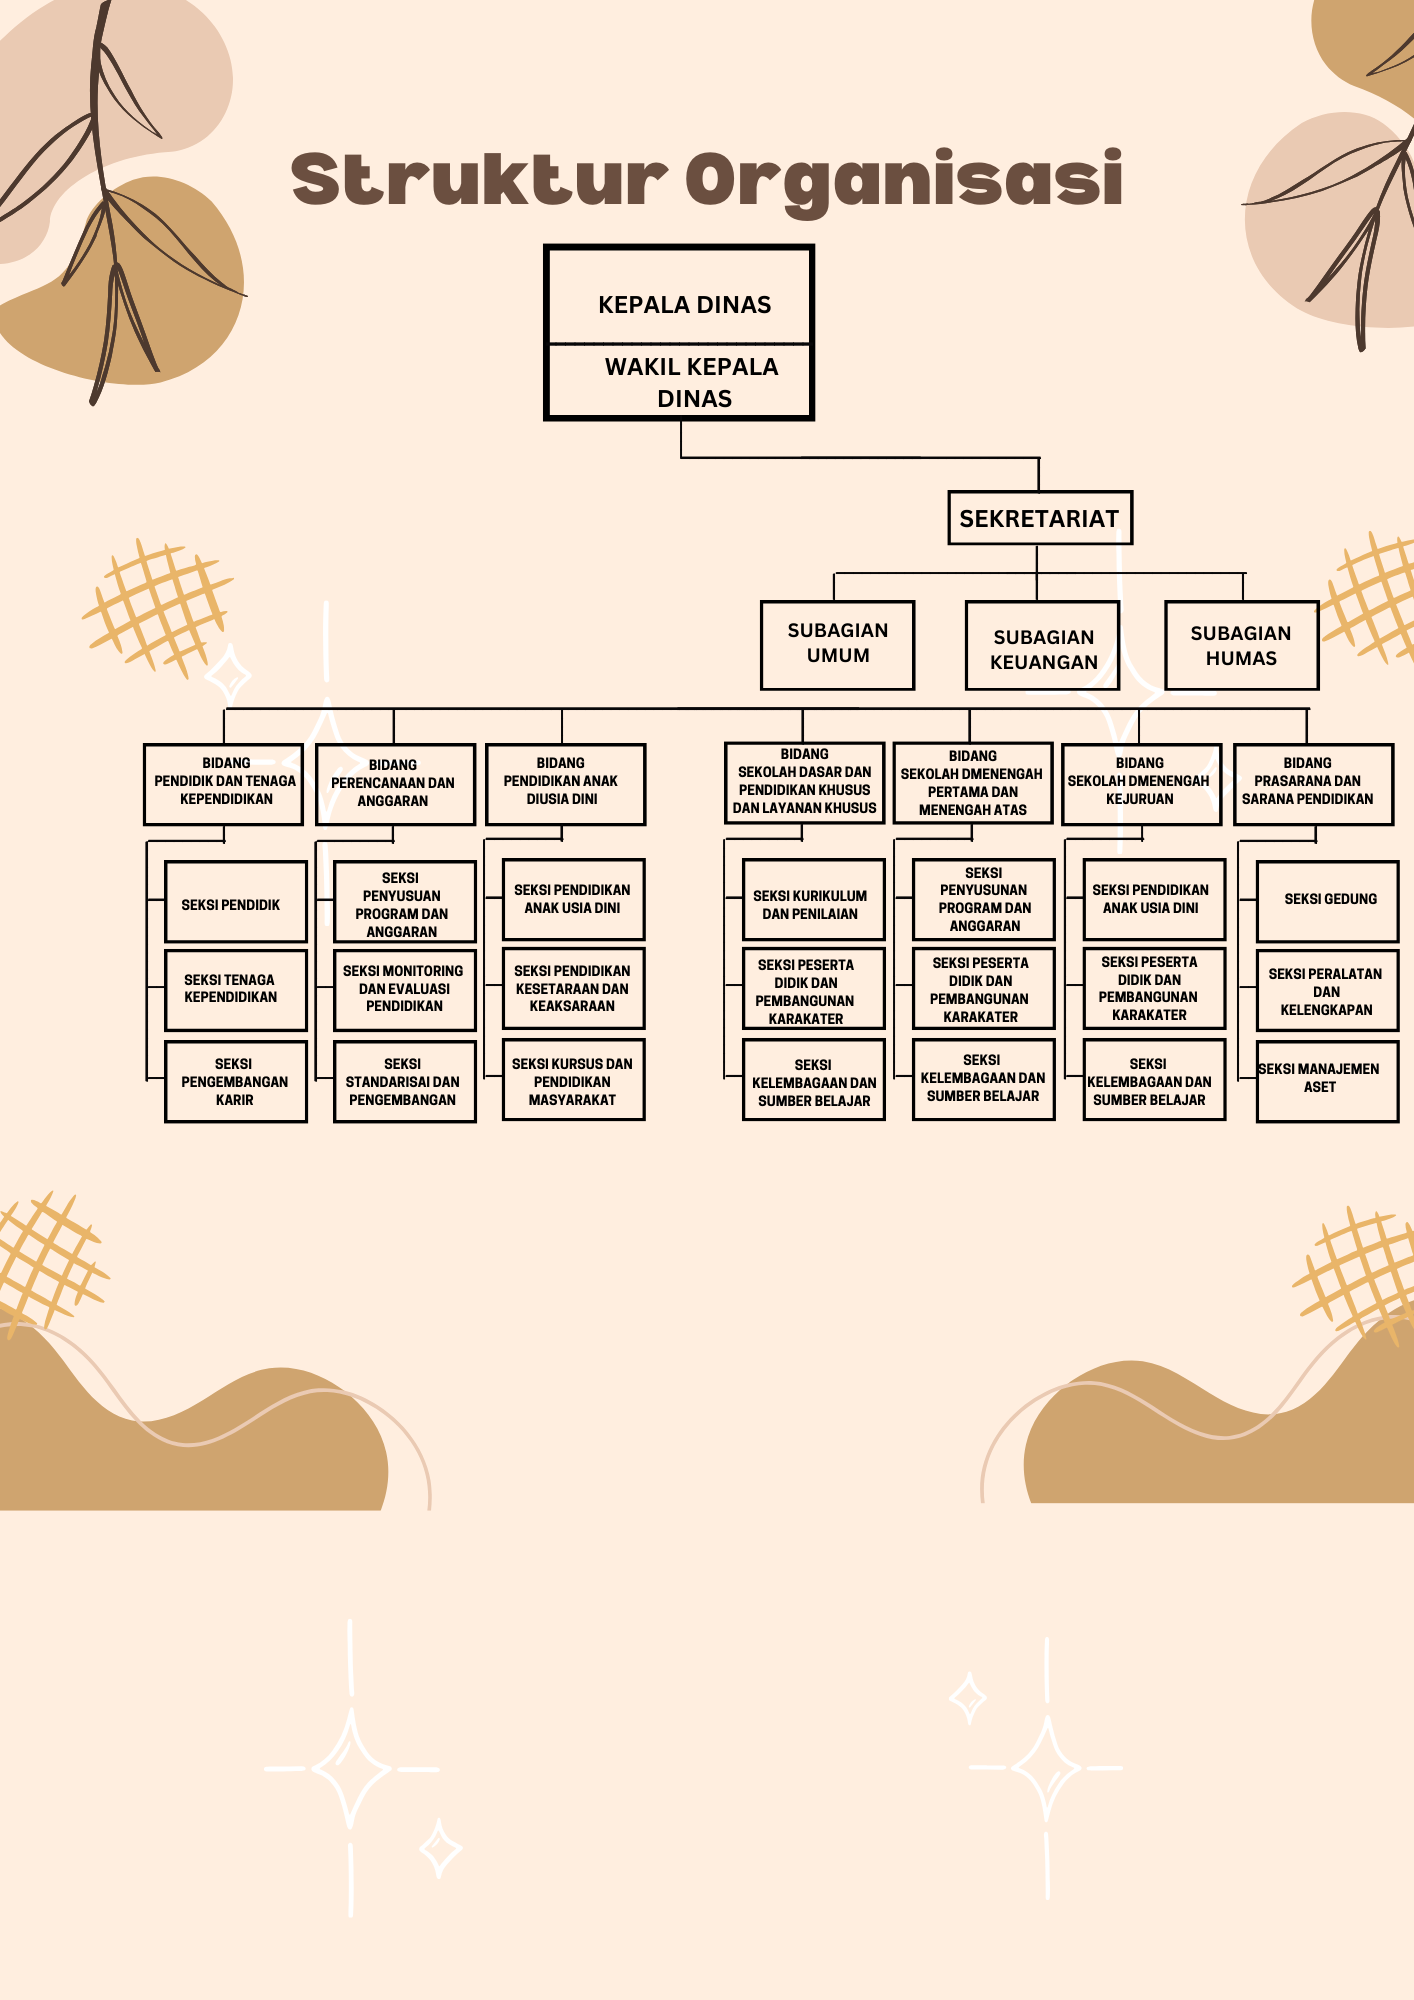 Struktur Organisasi
KEPALA DINAS
WAKIL KEPALA
DINAS
SEKRETARIAT
SUBAGIAN
UMUM
SUBAGIAN
KEUANGAN
SUBAGIAN
HUMAS
BIDANG
PENDIDIK DAN TENAGA
KEPENDIDIKAN
BIDANG
PERENCANAAN DAN
ANGGARAN
BIDANG
PENDIDIKAN ANAK
DIUSIA DINI
BIDANG
SEKOLAH DASAR DAN
PENDIDIKAN KHUSUS
DAN LAYANAN KHUSUS
BIDANG
SEKOLAH DMENENGAH
PERTAMA DAN
MENENGAH ATAS
BIDANG
SEKOLAH DMENENGAH
KEJURUAN
BIDANG
PRASARANA DAN
SARANA PENDIDIKAN
SEKSI PENDIDIK
SEKSI
PENYUSUAN
PROGRAM DAN
ANGGARAN
SEKSI PENDIDIKAN
ANAK USIA DINI
SEKSI KURIKULUM
DAN PENILAIAN
SEKSI
PENYUSUNAN
PROGRAM DAN
ANGGARAN
SEKSI PENDIDIKAN
ANAK USIA DINI
SEKSI GEDUNG
SEKSI TENAGA
KEPENDIDIKAN
SEKSI MONITORING
DAN EVALUASI
PENDIDIKAN
SEKSI PENDIDIKAN
KESETARAAN DAN
KEAKSARAAN
SEKSI PESERTA
DIDIK DAN
PEMBANGUNAN
KARAKATER
SEKSI PESERTA
DIDIK DAN
PEMBANGUNAN
KARAKATER
SEKSI PESERTA
DIDIK DAN
PEMBANGUNAN
KARAKATER
SEKSI PERALATAN
DAN
KELENGKAPAN
SEKSI
PENGEMBANGAN
KARIR
SEKSI
STANDARISAI DAN
PENGEMBANGAN
SEKSI KURSUS DAN
PENDIDIKAN
MASYARAKAT
SEKSI
KELEMBAGAAN DAN
SUMBER BELAJAR
SEKSI
KELEMBAGAAN DAN
SUMBER BELAJAR
SEKSI
KELEMBAGAAN DAN
SUMBER BELAJAR
SEKSI MANAJEMEN
ASET